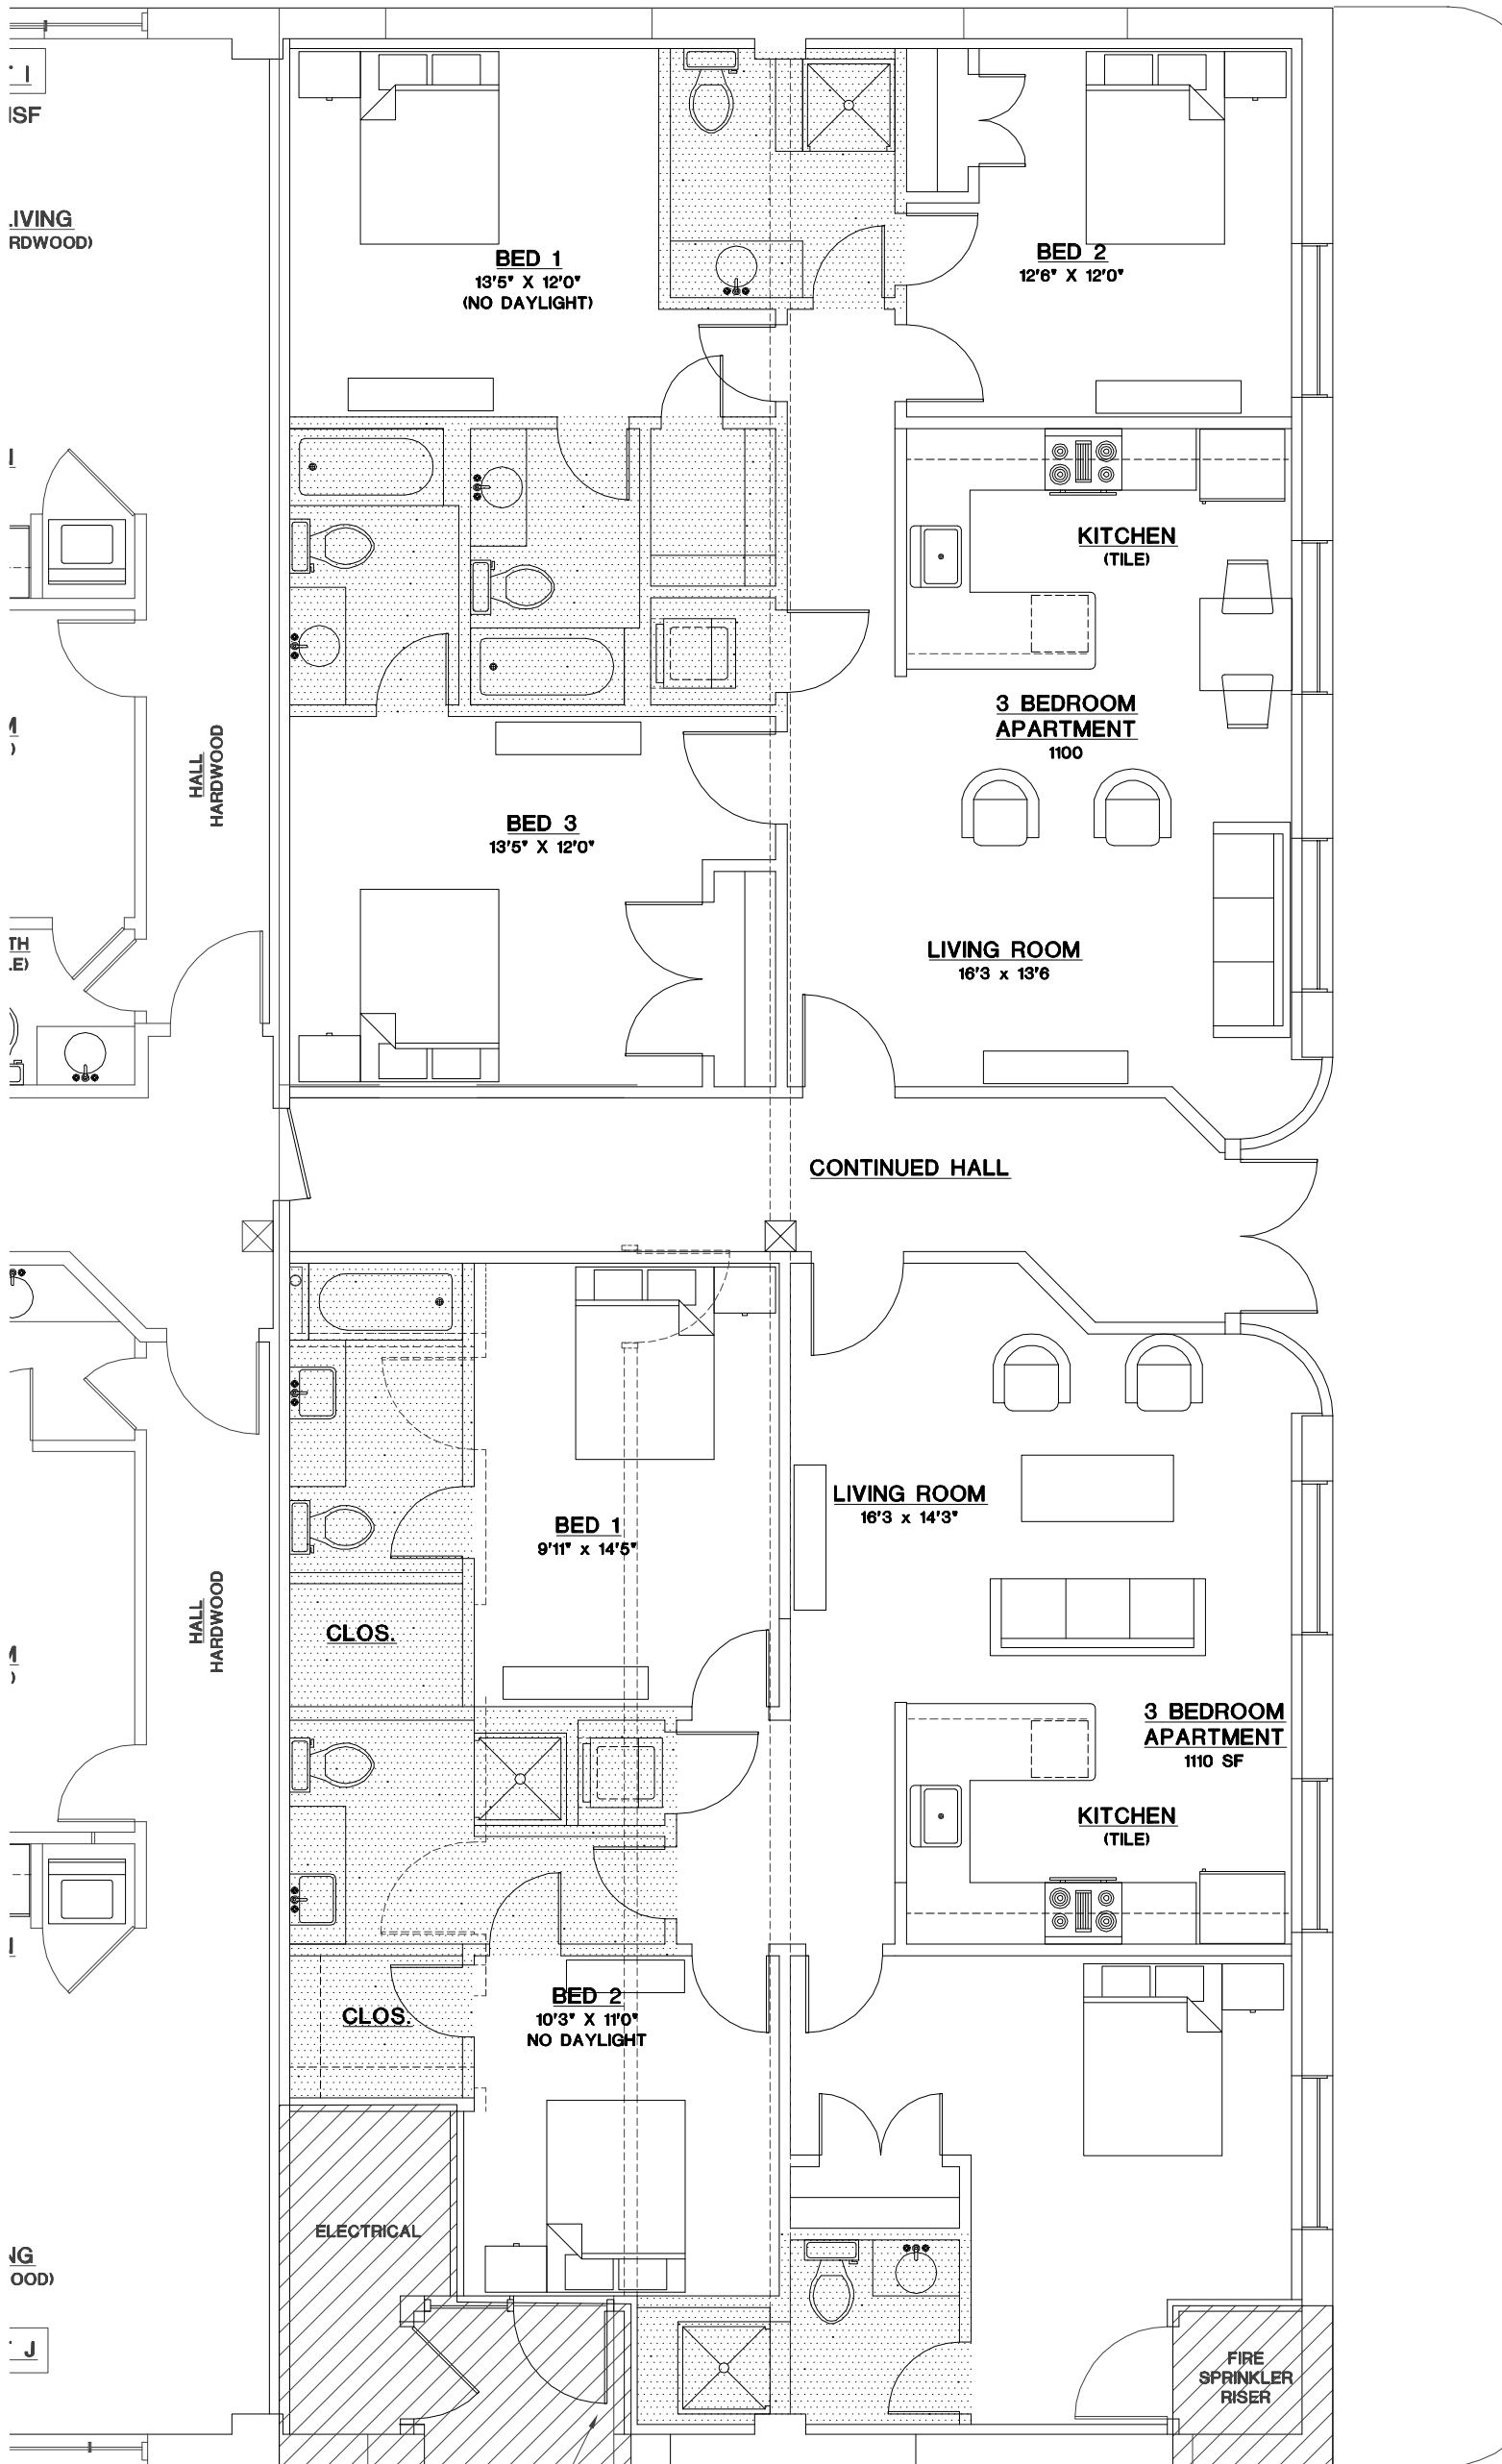 I
NSF
LIVING
RDWOOD)
BED 1
13'5" X 12'0"
(NO DAYLIGHT)
BED 2
12'6" X 12'0"
KITCHEN
(TILE)
3 BEDROOM
APARTMENT
1100
HALL
HARDWOOD
BED 3
13'5" X 12'0"
TH
LE)
LIVING ROOM
16'3 x 13'6
CONTINUED HALL
LIVING ROOM
16'3 x 14'3"
BED 1
9'11" x 14'5"
HALL
HARDWOOD
CLOS.
3 BEDROOM
APARTMENT
1110 SF
KITCHEN
(TILE)
BED 2
10'3" X 11'0"
NO DAYLIGHT
CLOS.
ELECTRICAL
NG
OOD)
J
FIRE
SPRINKLER
RISER